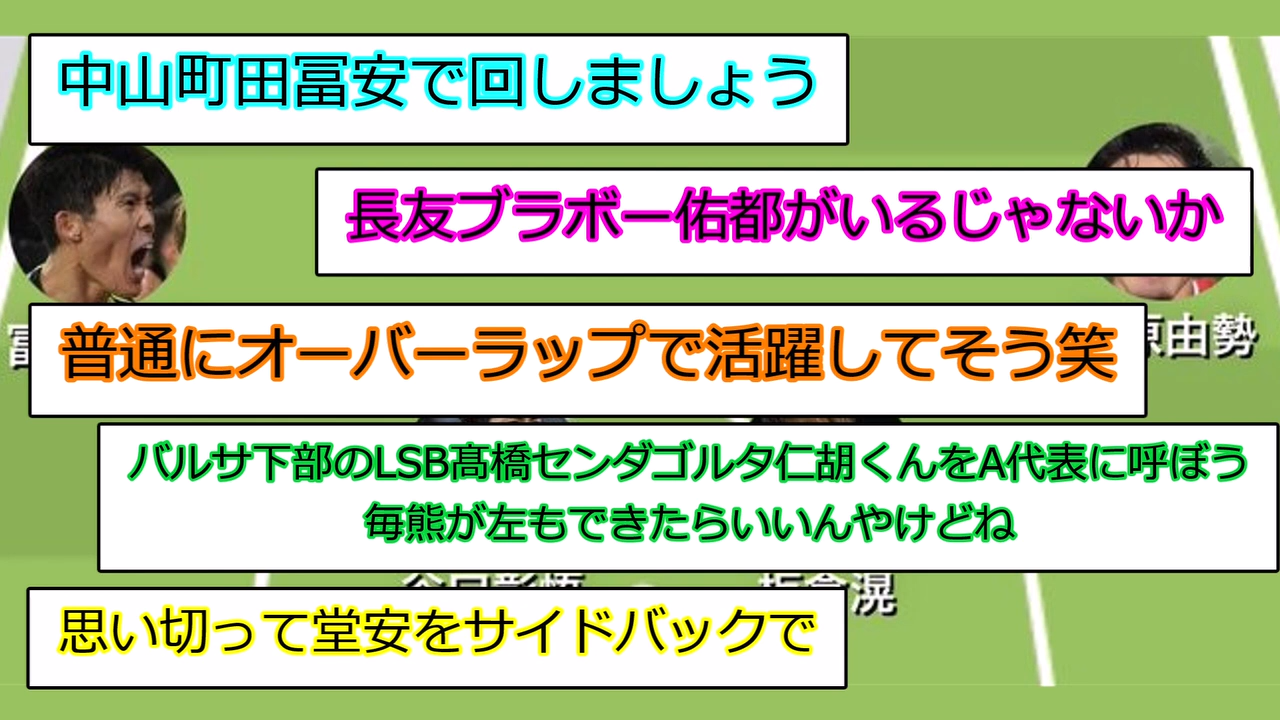 中山町田冨安で回しましょう
長友ブラボー佑都がいるじゃないか
普通にオーバーラップで活躍してそう笑
由勢
バルサ下部のLSB髙橋センダゴルタ仁胡くんをA代表に呼ぼう
毎熊が左もできたらいいんやけどね
滉
思い切って堂安をサイドバックで